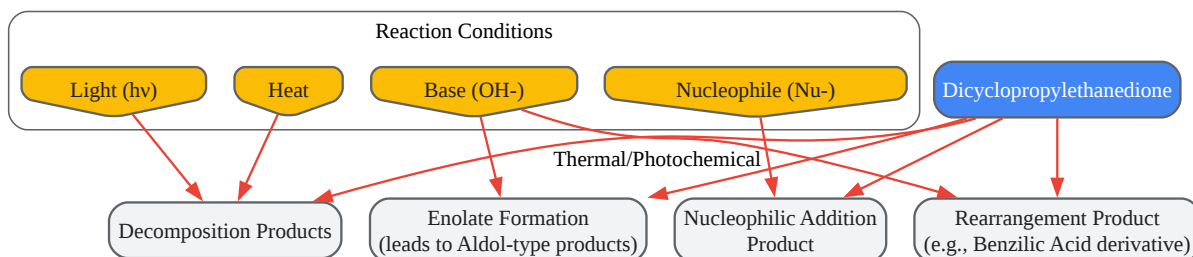 Reaction Conditions
Light (hν)
Heat
Base (OH-)
Nucleophile (Nu-)
Dicyclopropylethanedione
Thermal/Photochemical
Decomposition Products
Enolate Formation
(leads to Aldol-type products)
Nucleophilic Addition
Product
Rearrangement Product
(e.g., Benzilic Acid derivative)